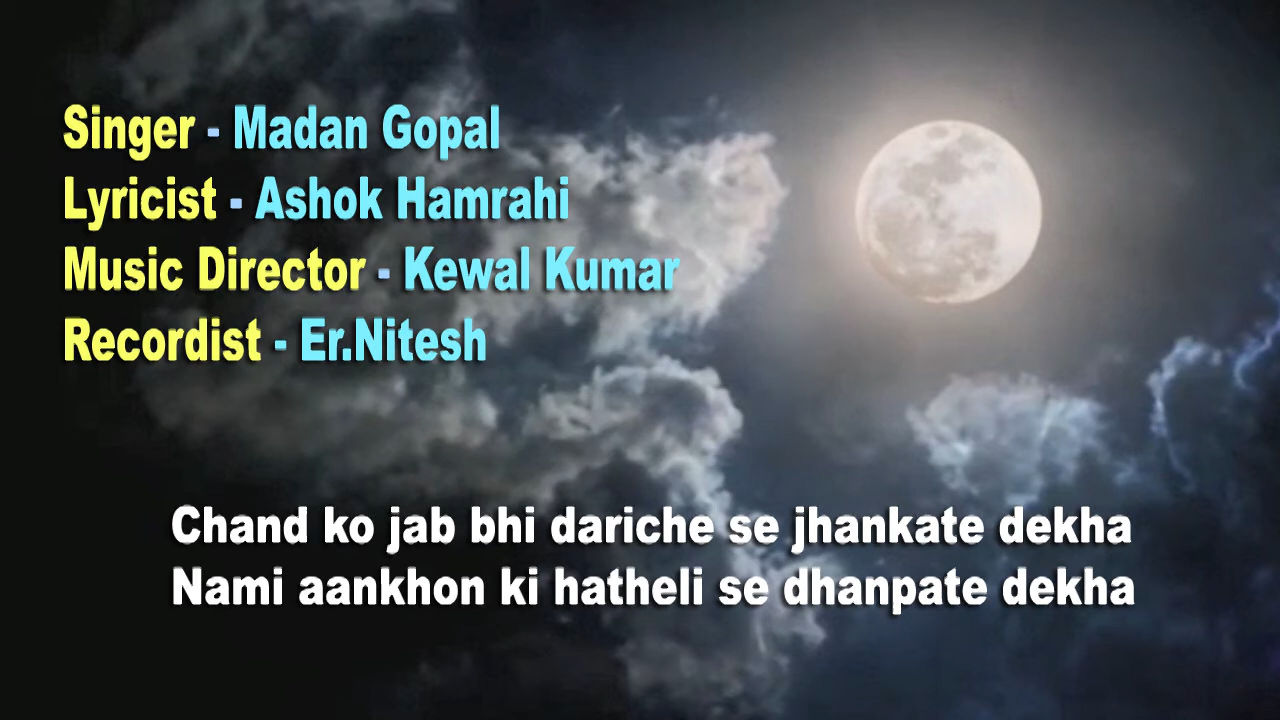 Singer - Madan Gopal
Lyricist - Ashok Hamrahi
Music Director - Kewal Kumar
Recordist - Er.Nitesh
Chand ko jab bhi dariche se jhankate dekha
Nami aankhon ki hatheli se dhanpate dekha